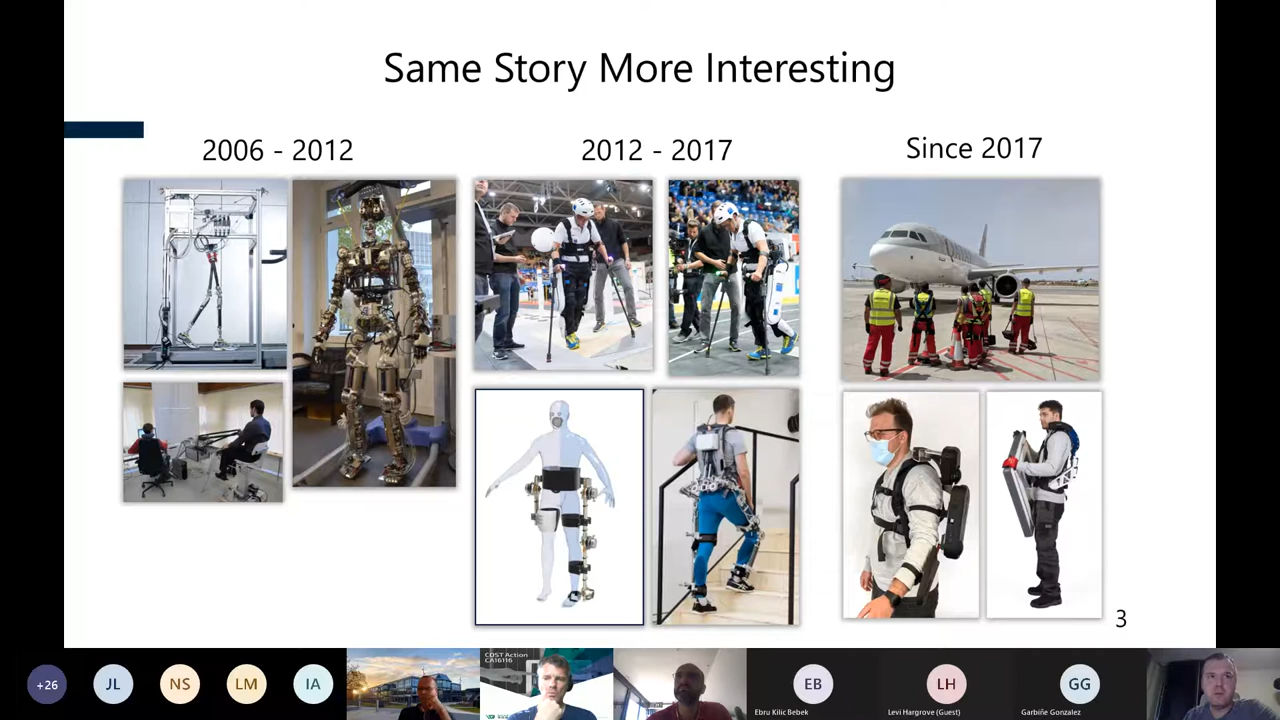 Same Story More Interesting
2006 - 2012
2012 - 2017
Since 2017
3
+26
JL
NS
LM
IA
COST Action
CA16116
EB
Ebru Kilic Bebek
LH
Levi Hargrove (Guest)
GG
Garbiñe Gonzalez